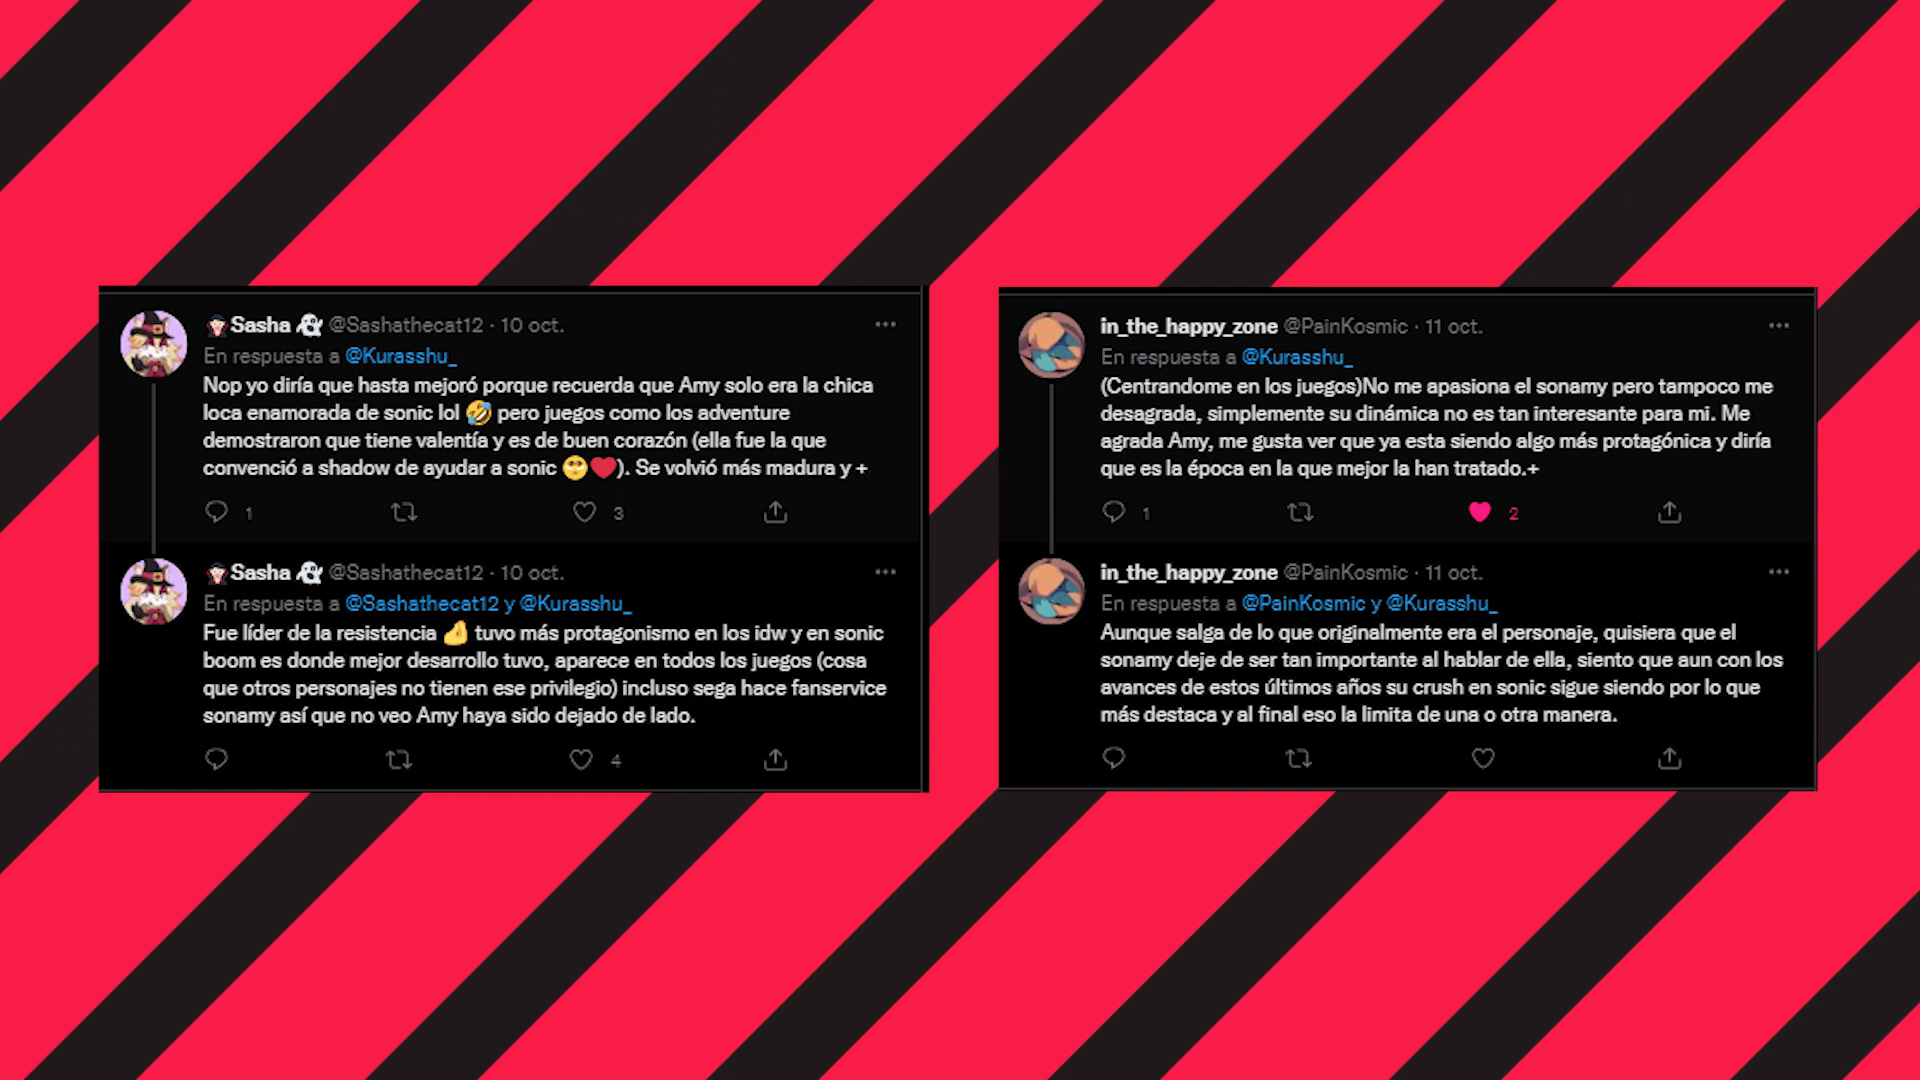 Sasha @Sashathecat12 · 10 oct.
En respuesta a @Kurasshu_
Nop yo diría que hasta mejoró porque recuerda que Amy solo era la chica
loca enamorada de sonic lol 🤣 pero juegos como los adventure
demostraron que tiene valentía y es de buen corazón (ella fue la que
convenció a shadow de ayudar a sonic 🥺❤️). Se volvió más madura y +
1 3
Sasha @Sashathecat12 · 10 oct.
En respuesta a @Sashathecat12 y @Kurasshu_
Fue líder de la resistencia 🫴 tuvo más protagonismo en los idw y en sonic
boom es donde mejor desarrollo tuvo, aparece en todos los juegos (cosa
que otros personajes no tienen ese privilegio) incluso sega hace fanservice
sonamy así que no veo Amy haya sido dejado de lado.
4
in_the_happy_zone @PainKosmic · 11 oct.
En respuesta a @Kurasshu_
(Centrandome en los juegos)No me apasiona el sonamy pero tampoco me
desagrada, simplemente su dinámica no es tan interesante para mi. Me
agrada Amy, me gusta ver que ya esta siendo algo más protagónica y diría
que es la época en la que mejor la han tratado.+
1 2
in_the_happy_zone @PainKosmic · 11 oct.
En respuesta a @PainKosmic y @Kurasshu_
Aunque salga de lo que originalmente era el personaje, quisiera que el
sonamy deje de ser tan importante al hablar de ella, siento que aun con los
avances de estos últimos años su crush en sonic sigue siendo por lo que
más destaca y al final eso la limita de una o otra manera.